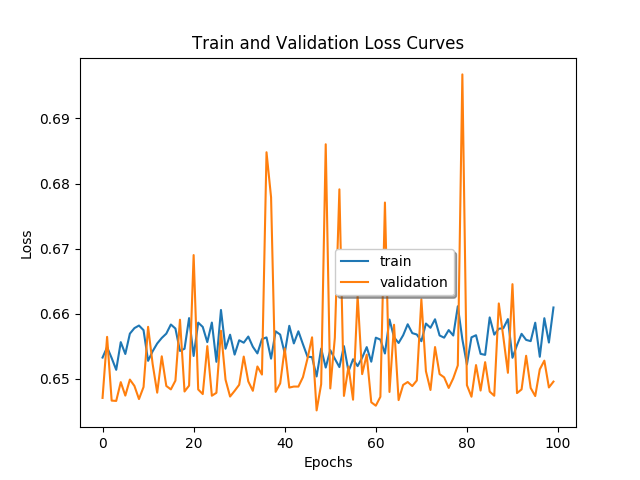 Train and Validation Loss Curves
Loss
0.69
0.68
0.67
0.66
0.65
train
validation
0
20
40
60
80
100
Epochs